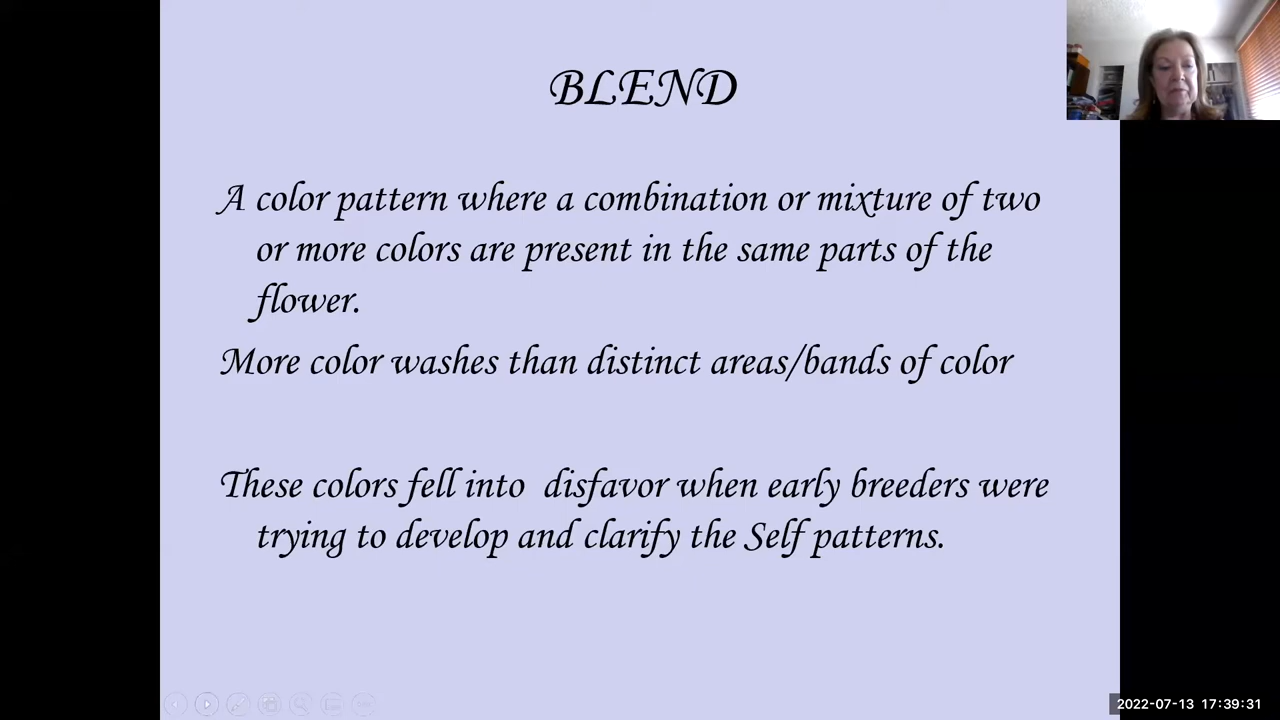 BLEND
A color pattern where a combination or mixture of two
or more colors are present in the same parts of the
flower.
More color washes than distinct areas/bands of color
These colors fell into disfavor when early breeders were
trying to develop and clarify the Self patterns.
2022-07-13 17:39:31